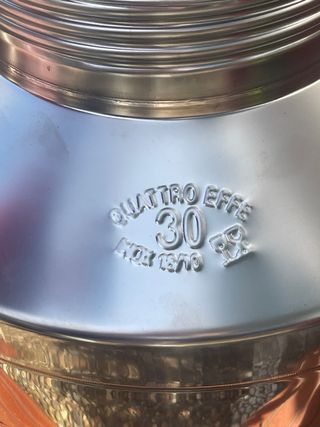 QUATTRO EFFE
30
INOX 18/10